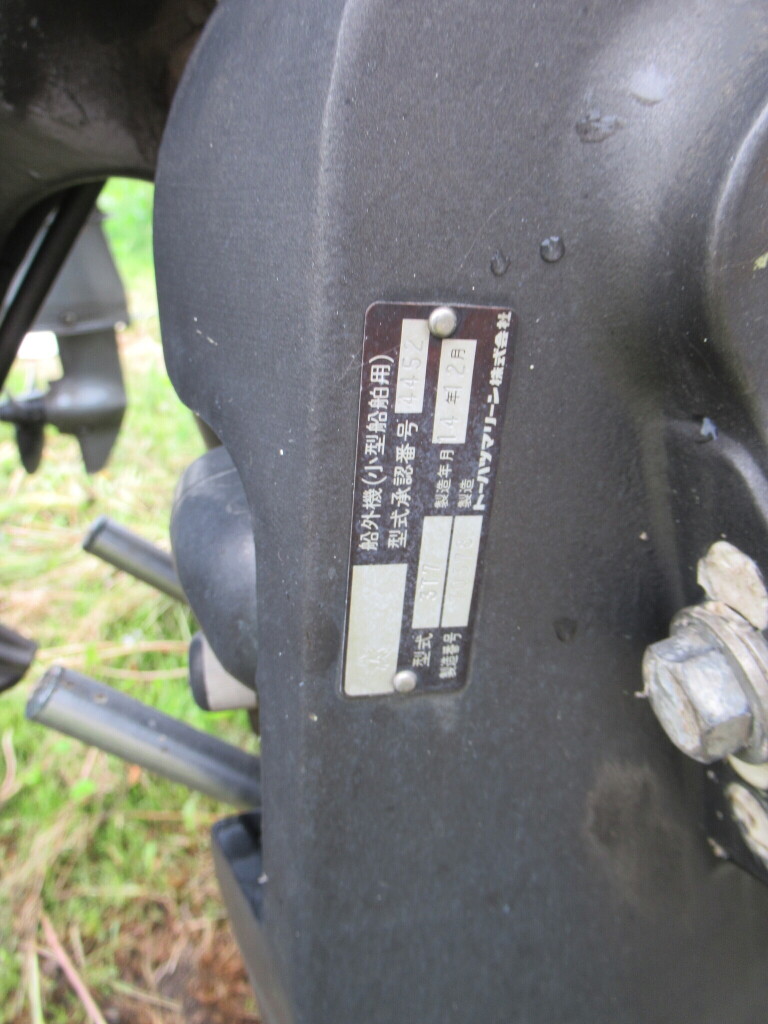 船外機(小型船舶用)
型式承認番号 4452
型式 3T7
製造年月 14年12月
製造番号
製造
トーハツマリーン株式会社